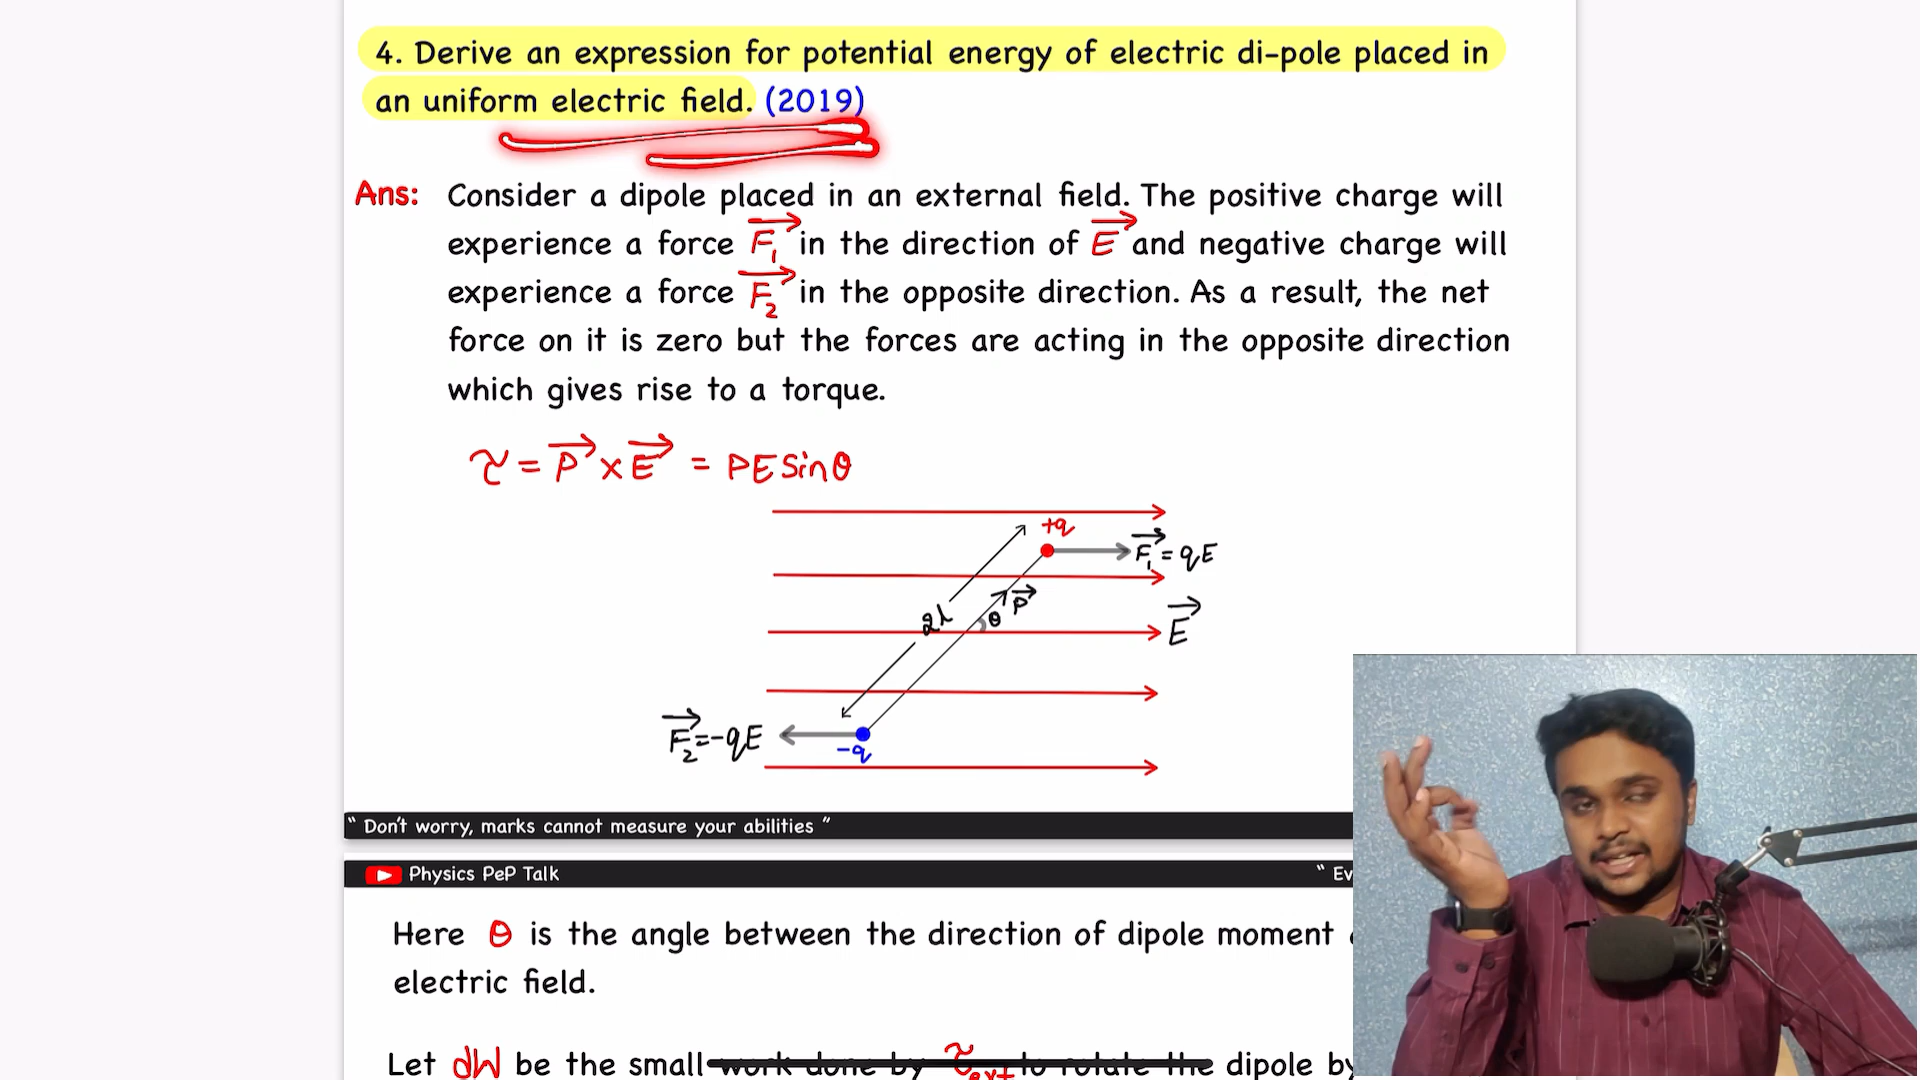 4. Derive an expression for potential energy of electric di-pole placed in
an uniform electric field. (2019)
Ans: Consider a dipole placed in an external field. The positive charge will
experience a force F₁ in the direction of E and negative charge will
experience a force F₂ in the opposite direction. As a result, the net
force on it is zero but the forces are acting in the opposite direction
which gives rise to a torque.
τ = P × E = PE Sinθ
+q
F₁ = qE
P
θ
2l
E
F₂ = -qE
-q
“ Don't worry, marks cannot measure your abilities ”
Physics PeP Talk “ Ev
Here θ is the angle between the direction of dipole moment
electric field.
Let dW be the small work done by τext to rotate the dipole by